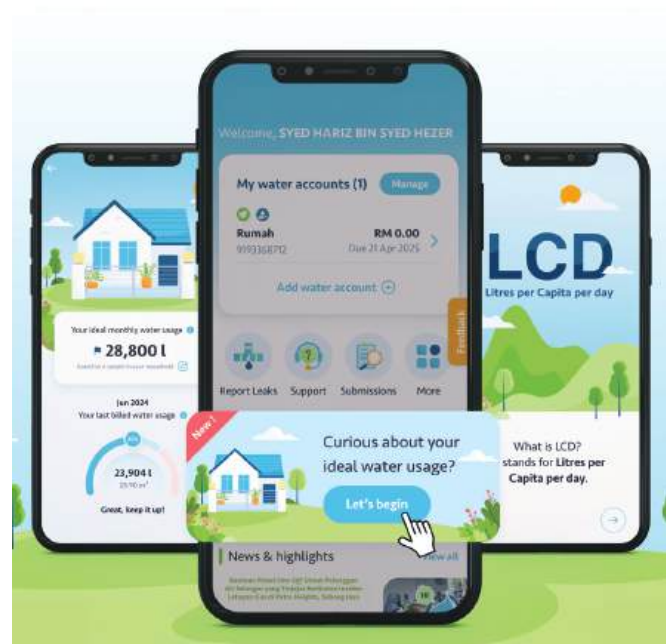 Your ideal monthly water usage
28,800 l
Jun 2024
Your last billed water usage
23,904 l
Great, keep it up!
Welcome, SYED HARIZ BIN SYED HEZER
My water accounts (1)
Manage
Rumah
RM 0.00
Due 21 Apr 2025
Add water account
Feedback
Report Leaks
Support
Submissions
More
New!
Curious about your
ideal water usage?
Let's begin
News & highlights
View all
LCD
Litres per Capita per day
What is LCD?
stands for Litres per
Capita per day.